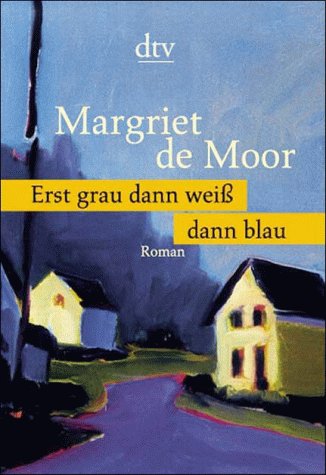 dtv
Margriet
de Moor
Erst grau dann weiß
dann blau
Roman